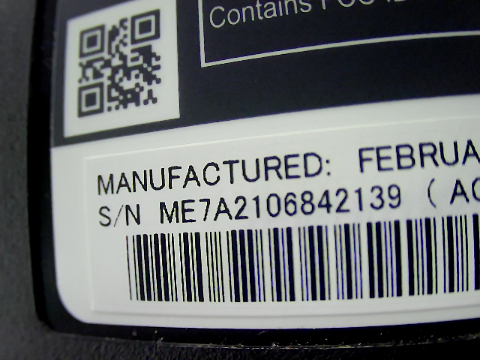 Contains FCC ID
MANUFACTURED: FEBRUA
S/N ME7A2106842139 ( AC